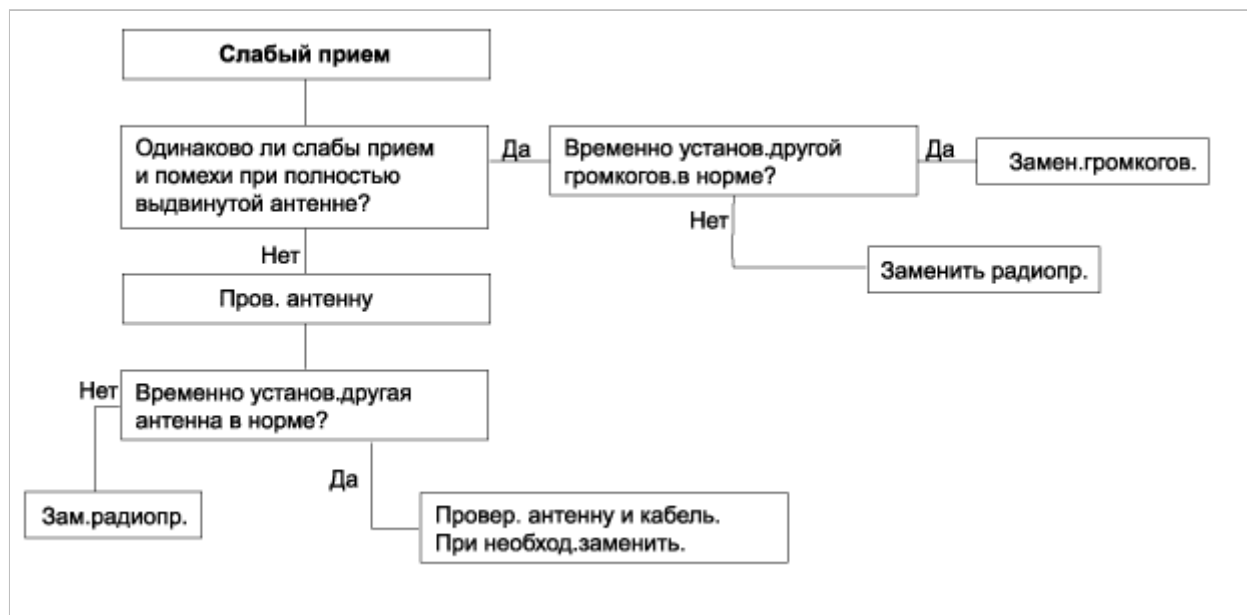 Слабый прием
Одинаково ли слабы прием
и помехи при полностью
выдвинутой антенне?
Да
Временно установ.другой
громкогов.в норме?
Да
Замен.громкогов.
Нет
Заменить радиопр.
Нет
Пров. антенну
Нет
Временно установ.другая
антенна в норме?
Да
Зам.радиопр.
Провер. антенну и кабель.
При необход.заменить.